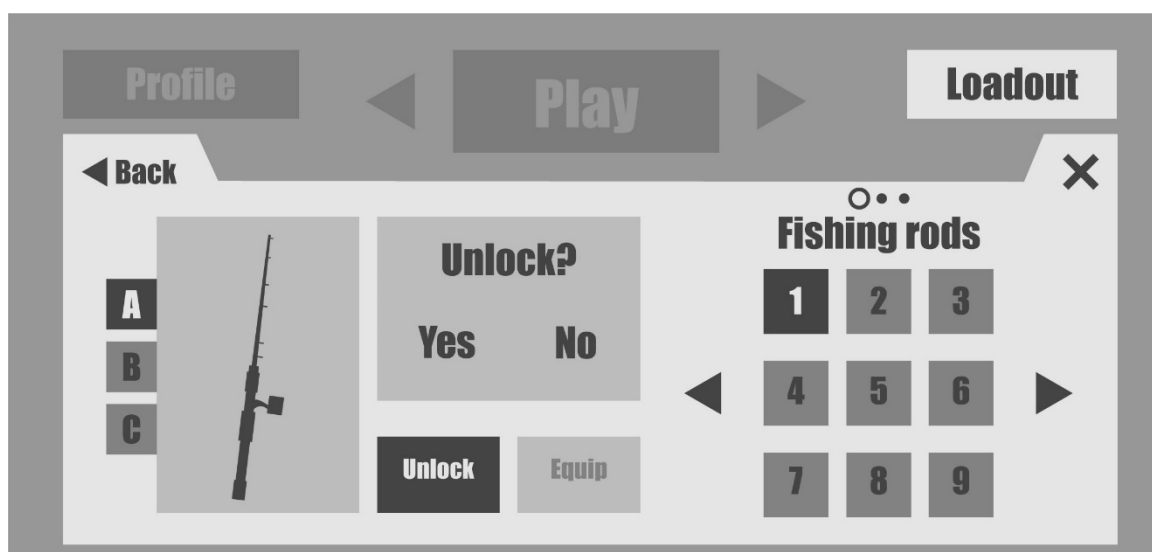 Profile
Play
Loadout
Back
Fishing rods
A
B
C
Unlock?
Yes No
Unlock
Equip
1 2 3
4 5 6
7 8 9